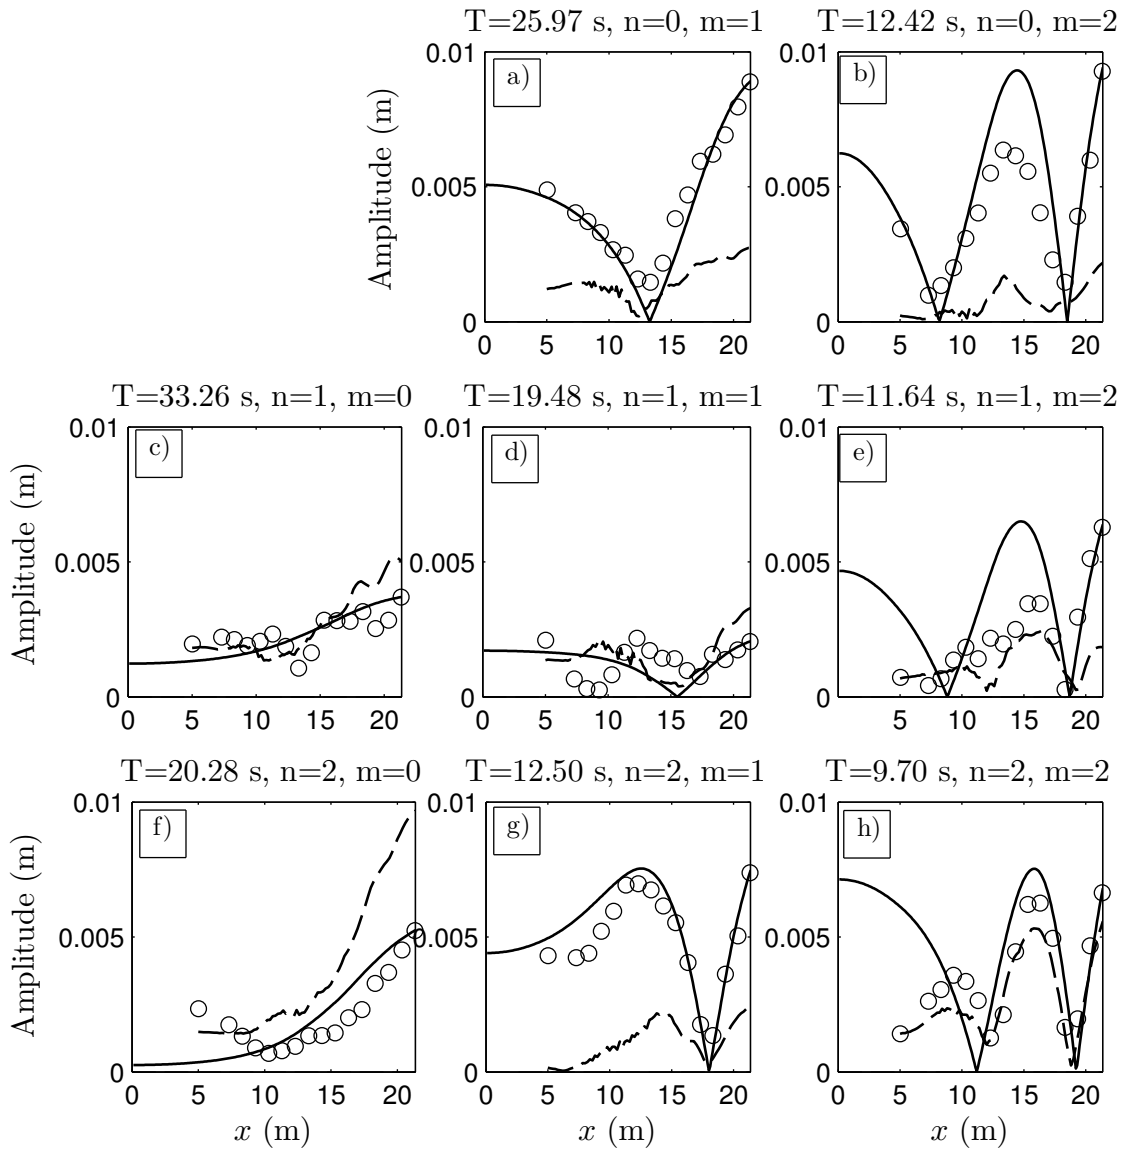 T=25.97 s, n=0, m=1
T=12.42 s, n=0, m=2
a)
b)
Amplitude (m)
0.01
0.005
0
0 5 10 15 20
0.01
0.005
0
0 5 10 15 20
T=33.26 s, n=1, m=0
T=19.48 s, n=1, m=1
T=11.64 s, n=1, m=2
c)
d)
e)
Amplitude (m)
0.01
0.005
0
0 5 10 15 20
0.01
0.005
0
0 5 10 15 20
0.01
0.005
0
5 10 15 20
T=20.28 s, n=2, m=0
T=12.50 s, n=2, m=1
T=9.70 s, n=2, m=2
f)
g)
h)
Amplitude (m)
0.01
0.005
0
0 5 10 15 20
x (m)
0.01
0.005
0
0 5 10 15 20
x (m)
0.01
0.005
0
5 10 15 20
x (m)